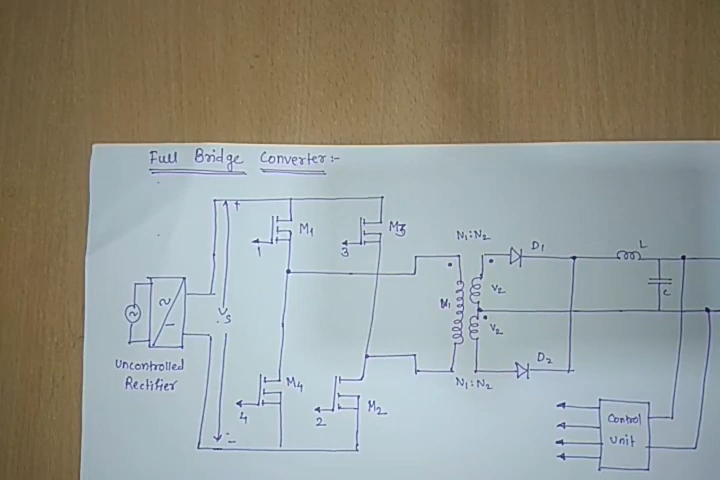 Full Bridge Converter:-
+
M1
M3
1
3
N1:N2
D1
L
~
~
-
Vs
V1
V2
C
V2
Uncontrolled
Rectifier
M4
M2
4
2
-
N1:N2
D2
Control
Unit